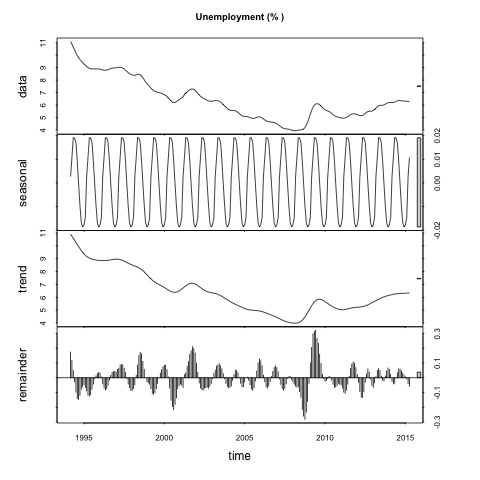 Unemployment (% )
data
4 5 6 7 8 9 11
seasonal
-0.02 0.00 0.01 0.02
trend
4 5 6 7 8 9 11
remainder
-0.3 -0.1 0.1 0.3
1995 2000 2005 2010 2015
time